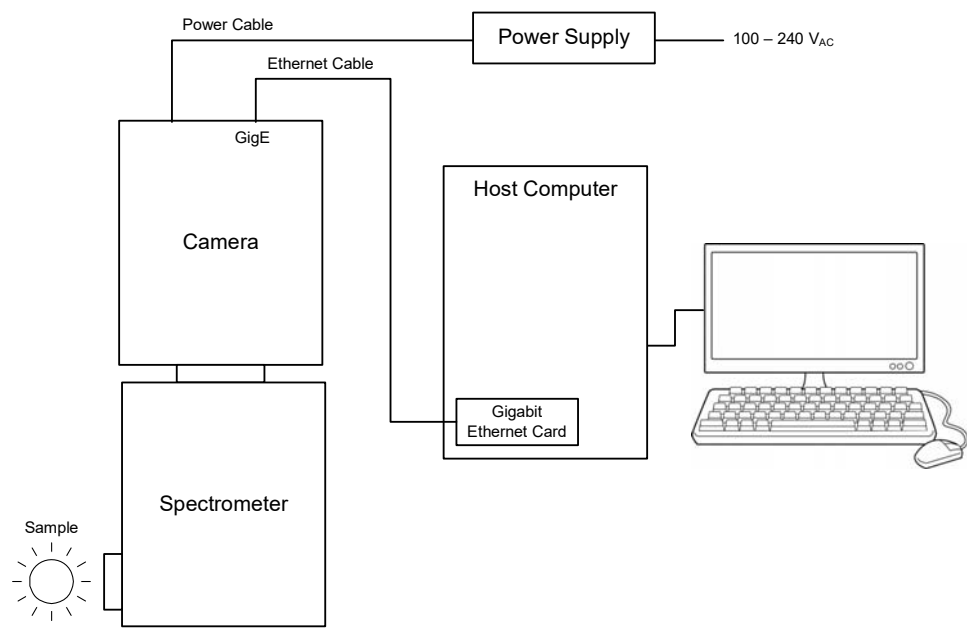 Power Cable
Power Supply
100 – 240 VAC
Ethernet Cable
GigE
Host Computer
Camera
Gigabit
Ethernet Card
Spectrometer
Sample